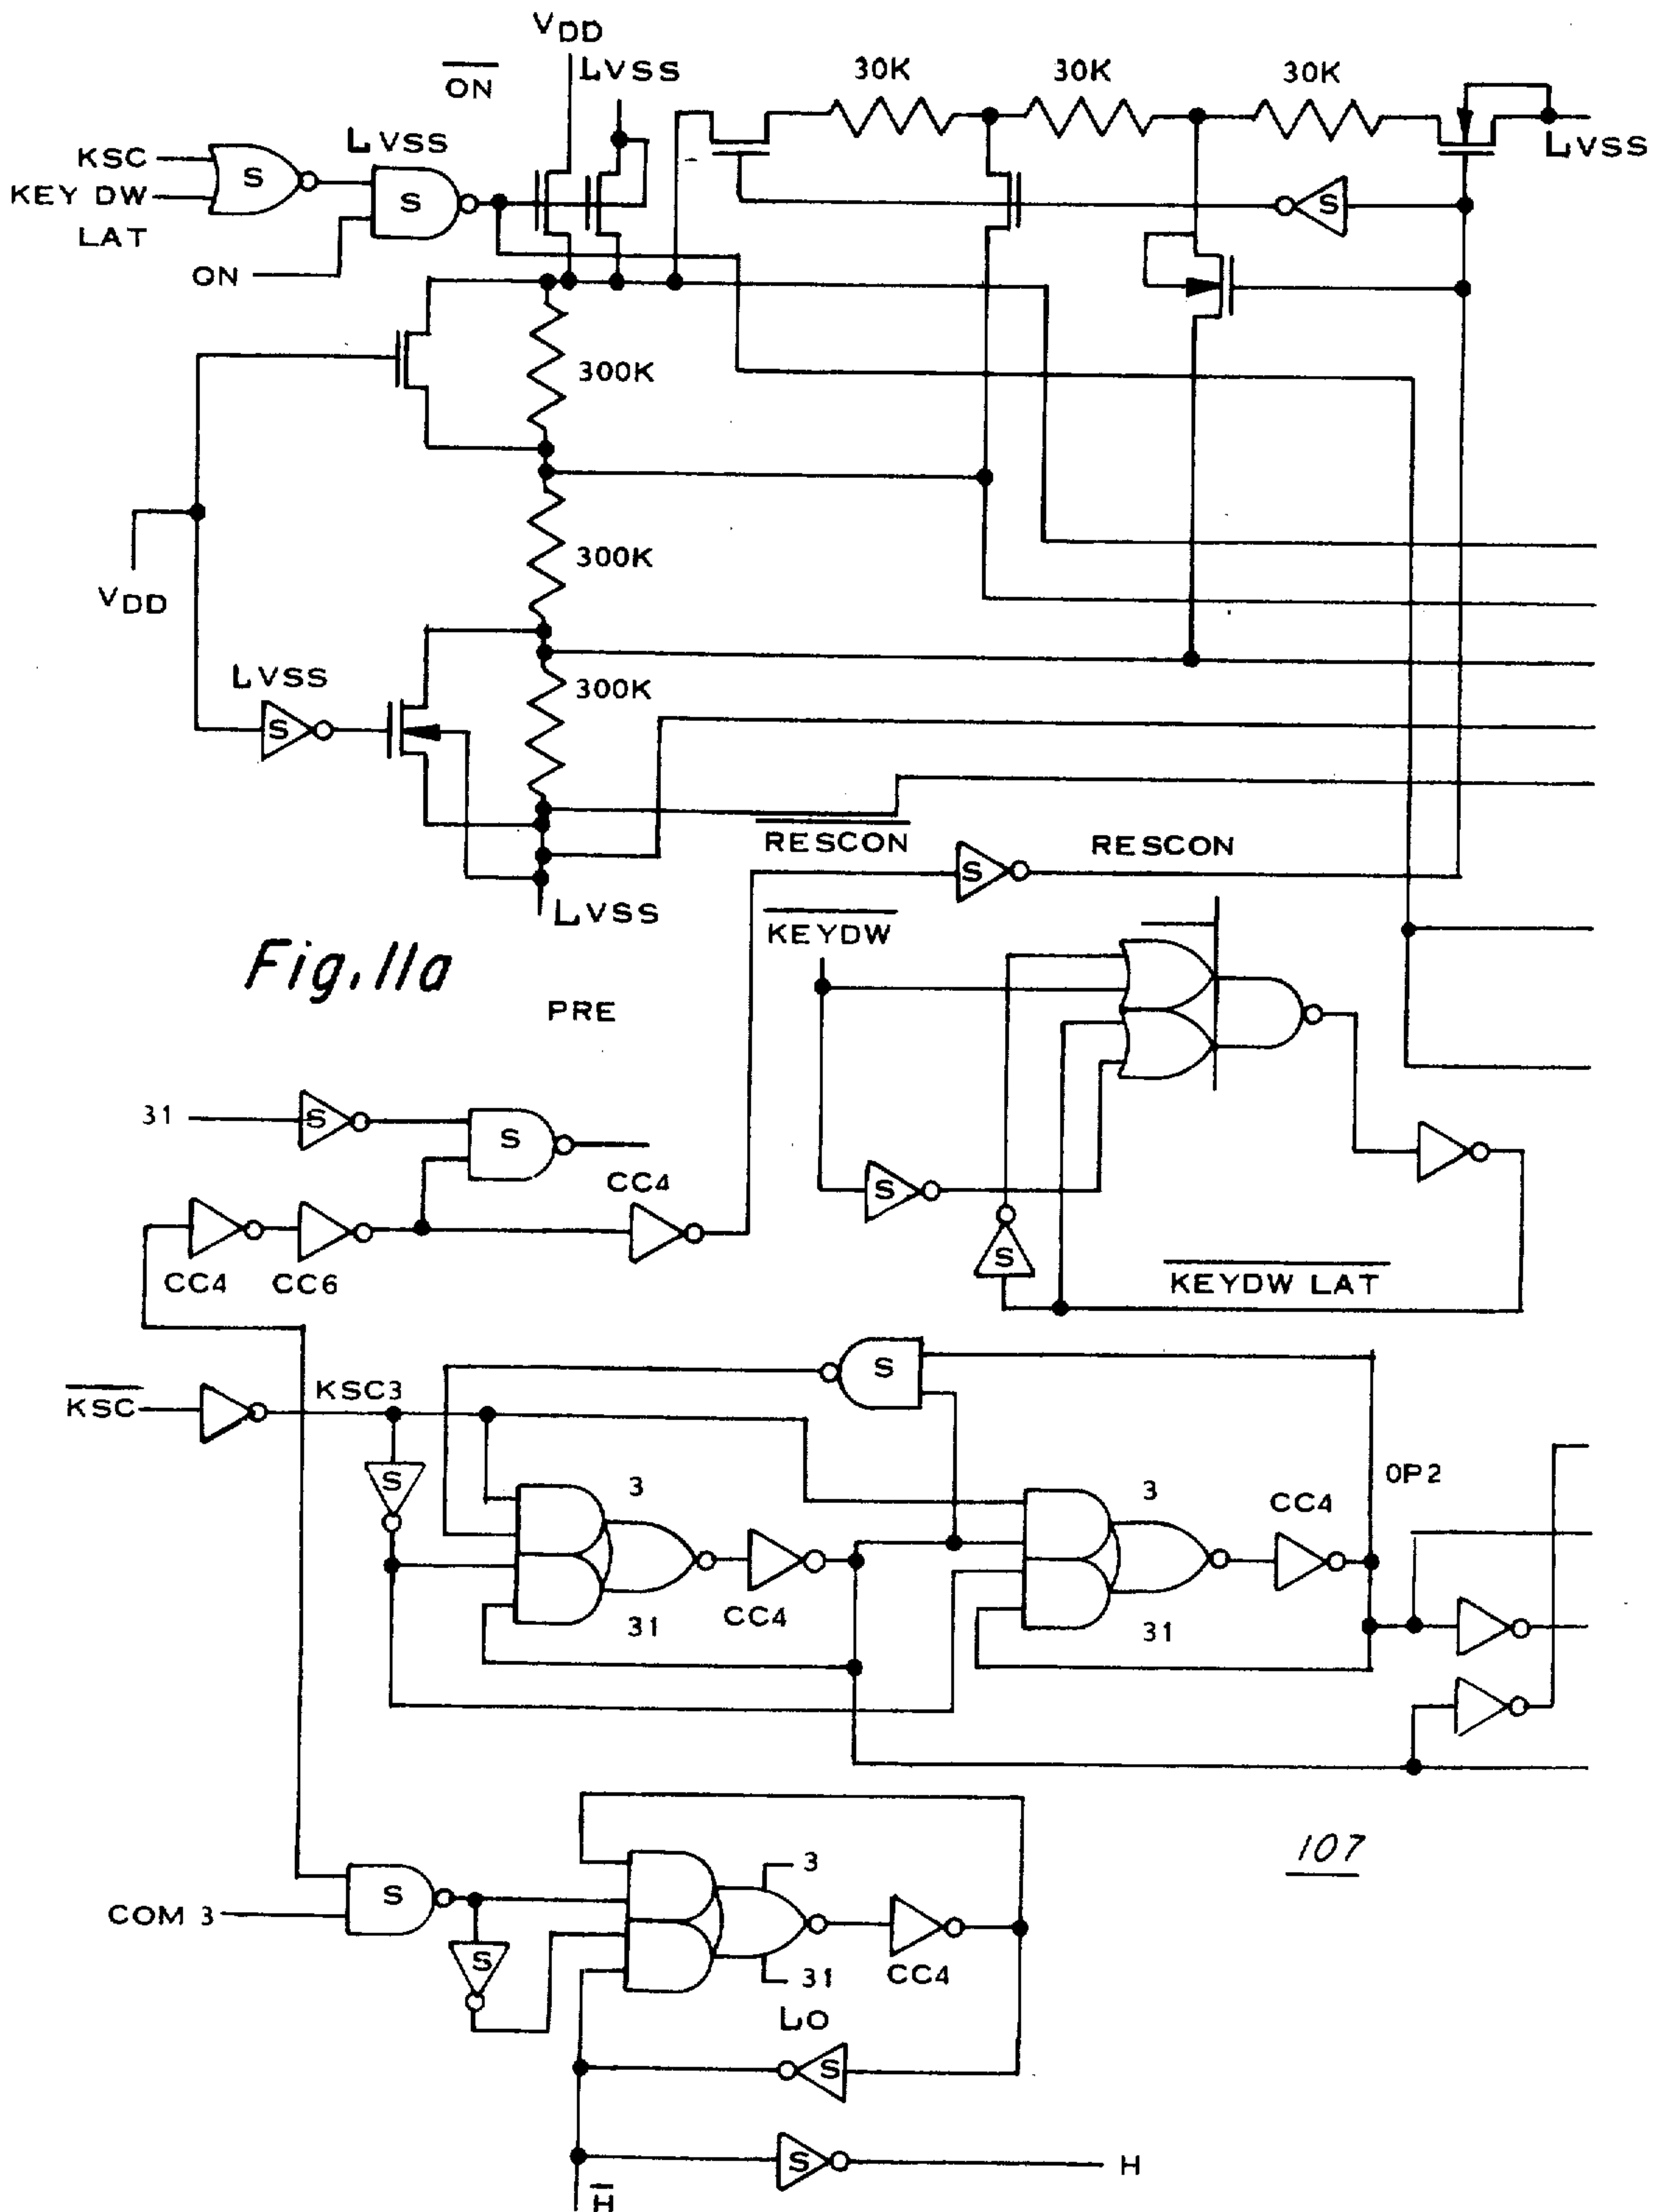 VDD
ON
LVSS
30K
30K
30K
KSC
LVSS
LVSS
S
S
S
KEY DW
LAT
ON
300K
300K
VDD
LVSS
300K
S
RESCON
RESCON
S
LVSS
KEYDW
Fig. 11a
PRE
31
S
S
CC4
S
CC4
CC6
S
KEYDW LAT
KSC
KSC3
S
S
3
3
OP2
CC4
CC4
31
31
107
3
S
COM 3
S
31
CC4
LO
S
S
H
H